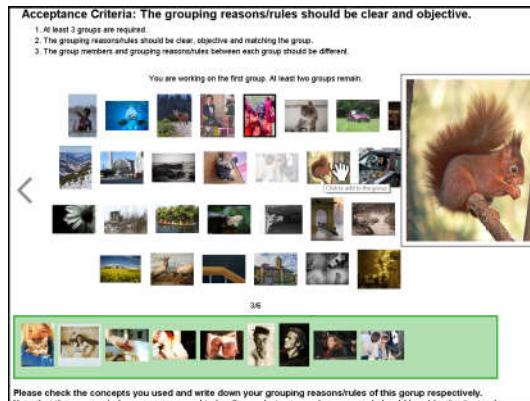 Acceptance Criteria: The grouping reasons/rules should be clear and objective.
1. At least 3 groups are required.
2. The grouping reasons/rules should be clear, objective and matching the group.
3. The group members and grouping reasons/rules between each group should be different.
You are working on the first group. At least two groups remain.
Click to add to the group
3/6
Please check the concepts you used and write down your grouping reasons/rules of this gorup respectively.